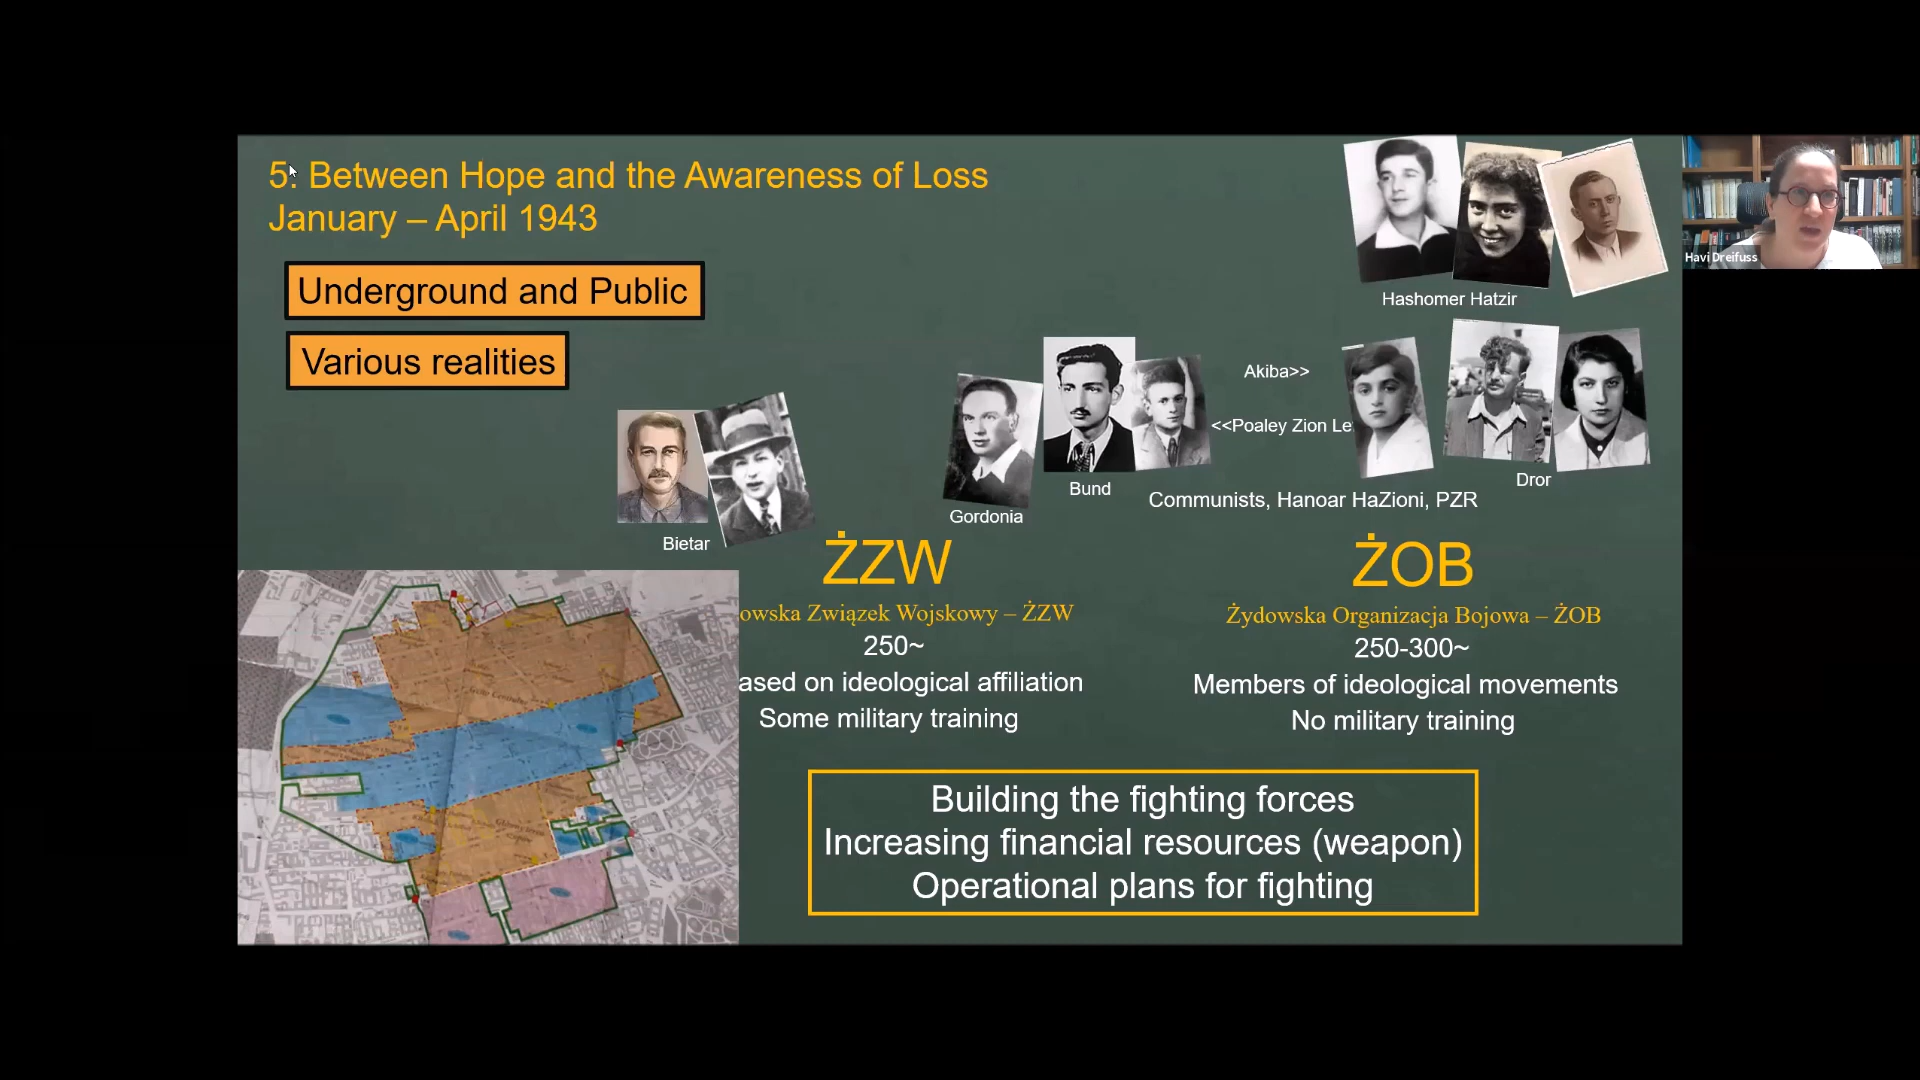 5. Between Hope and the Awareness of Loss
January – April 1943
Underground and Public
Various realities
Hashomer Hatzir
Havi Dreifuss
Akiba>>
<<Poaley Zion Le
Dror
Bund
Communists, Hanoar HaZioni, PZR
Gordonia
Bietar
ŻZW
owska Związek Wojskowy – ŻZW
250~
ased on ideological affiliation
Some military training
ŻOB
Żydowska Organizacja Bojowa – ŻOB
250-300~
Members of ideological movements
No military training
Building the fighting forces
Increasing financial resources (weapon)
Operational plans for fighting